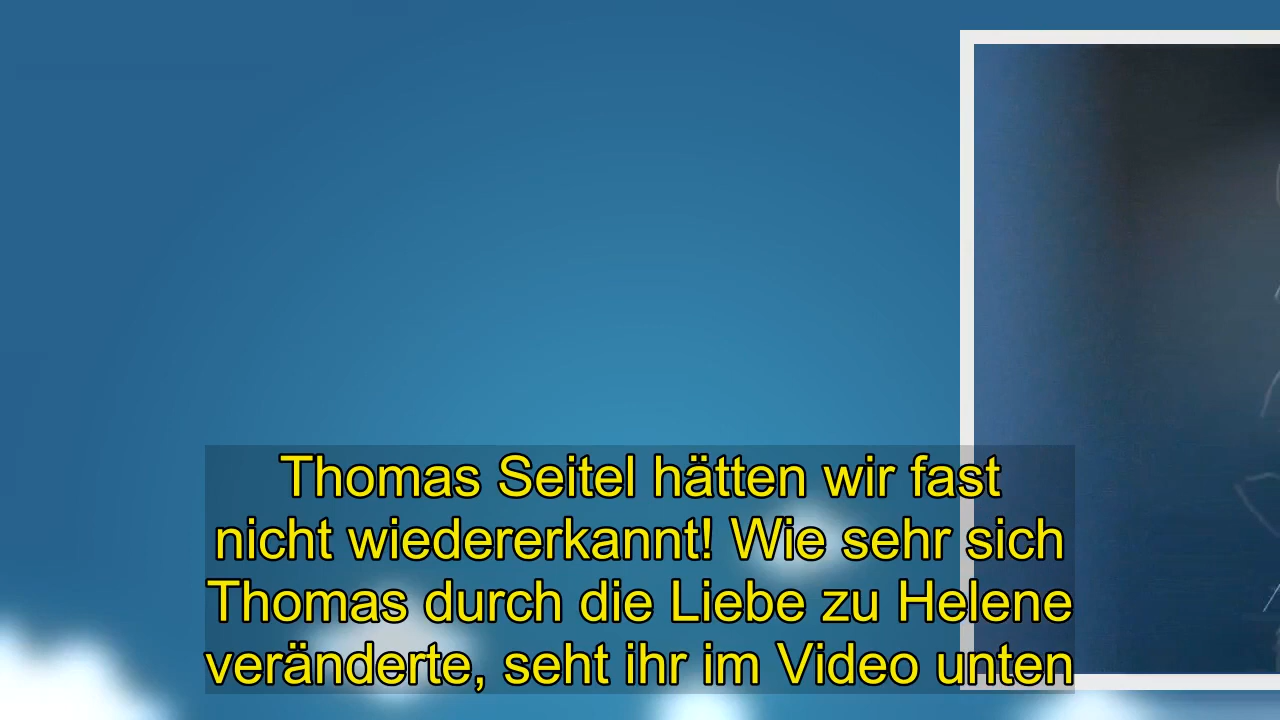 Thomas Seitel hätten wir fast
nicht wiedererkannt! Wie sehr sich
Thomas durch die Liebe zu Helene
veränderte, seht ihr im Video unten